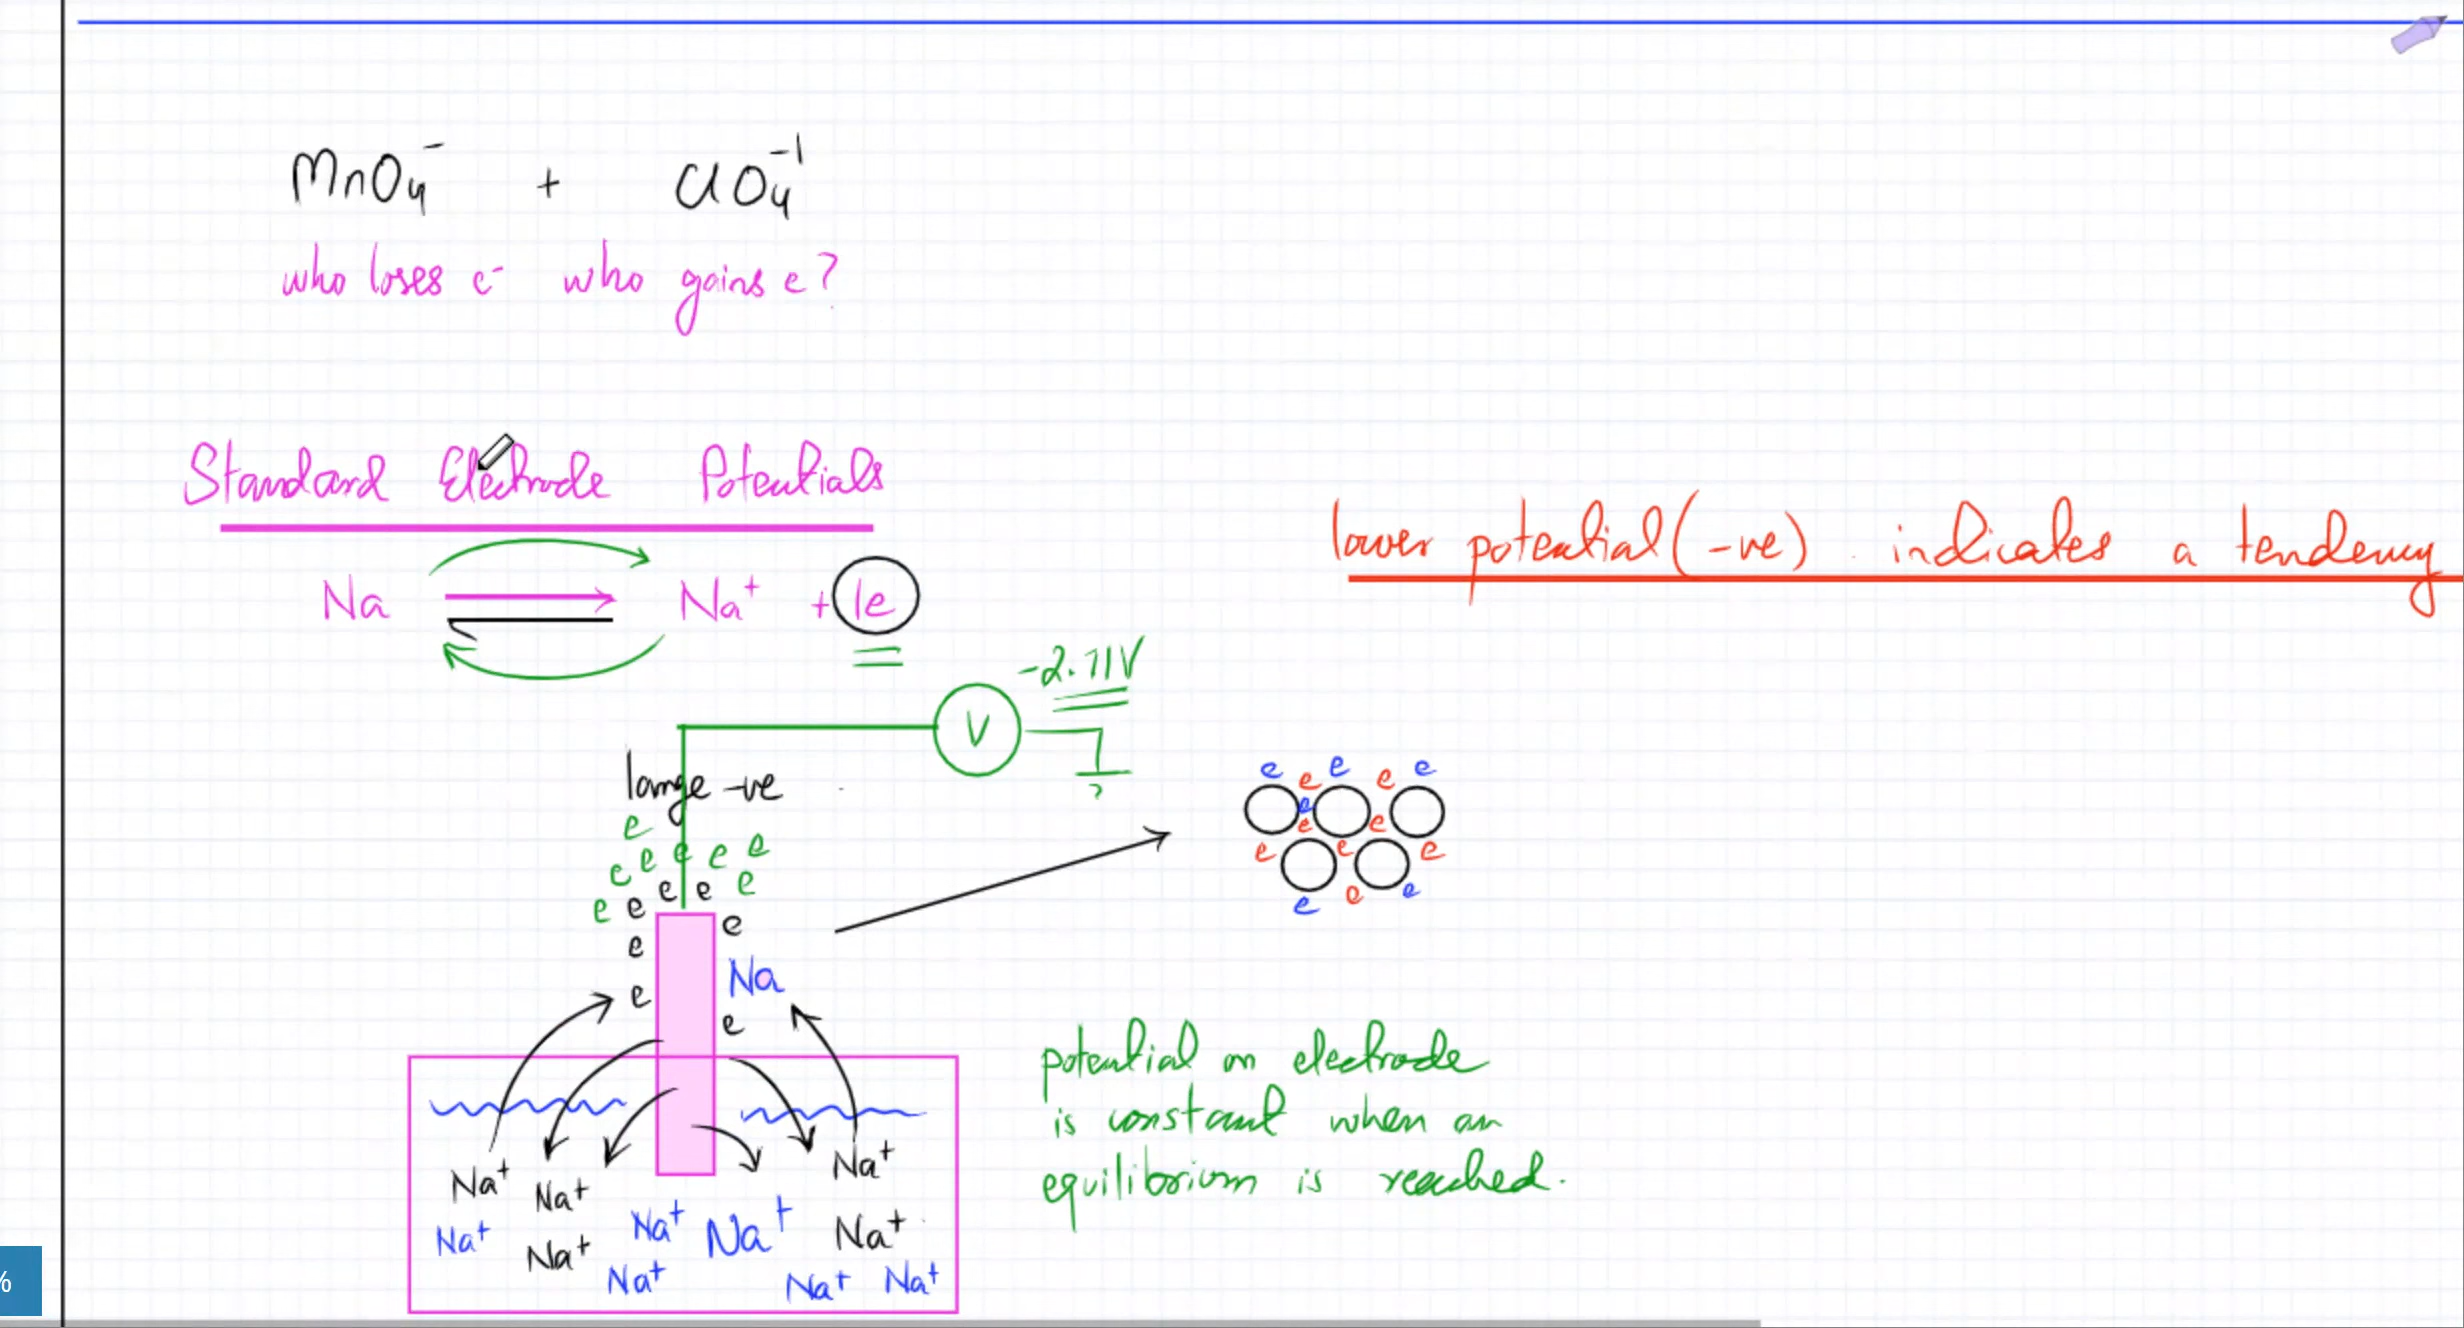 MnO₄⁻ + ClO₄⁻¹
who loses e⁻ who gains e?
Standard Electrode Potentials
lower potential (-ve) . indicates a tendency
Na ⇌ Na⁺ + 1e
-2.71V
V
?
large -ve
e e e e e
e e e e e e
e
e e e e e
e e e e
e e
e e e
e Na
e e
potential on electrode
is constant when an
equilibrium is reached.
Na⁺ Na⁺ Na⁺
Na⁺ Na⁺ Na⁺ Na⁺ Na⁺
Na⁺ Na⁺ Na⁺
%